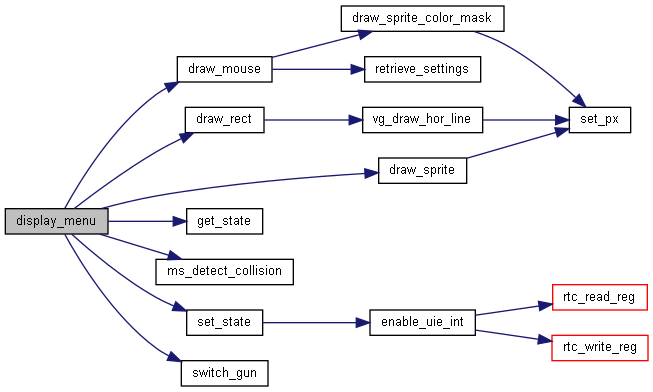 draw_sprite_color_mask
draw_mouse
retrieve_settings
draw_rect
vg_draw_hor_line
set_px
draw_sprite
display_menu
get_state
ms_detect_collision
rtc_read_reg
set_state
enable_uie_int
rtc_write_reg
switch_gun